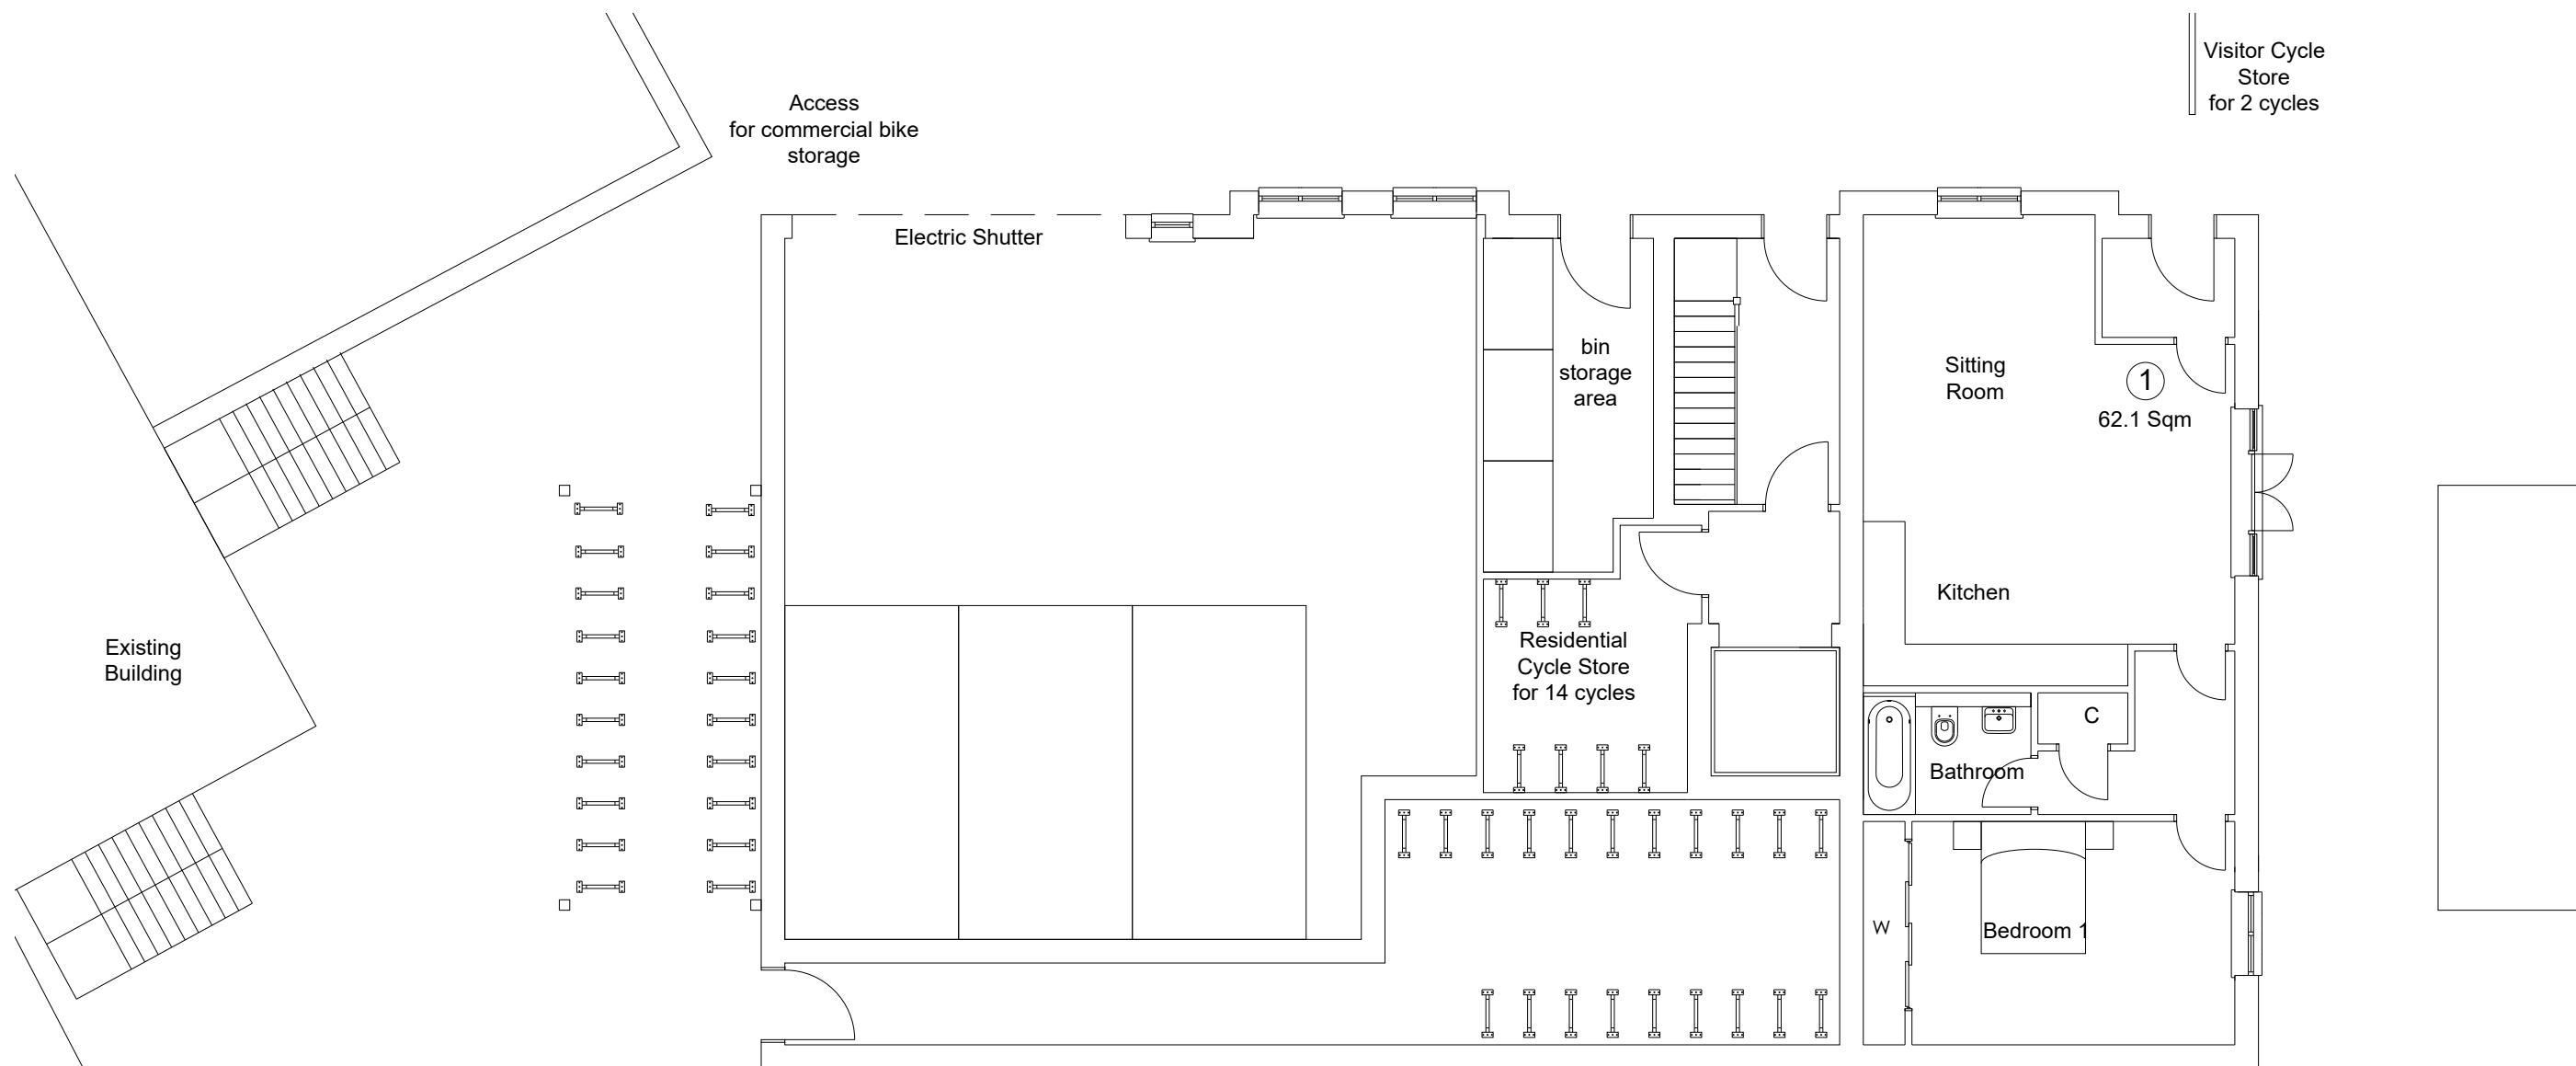 Visitor Cycle
Store
for 2 cycles
Access
for commercial bike
storage
Electric Shutter
bin
storage
area
Sitting
Room
1
62.1 Sqm
Kitchen
Existing
Building
Residential
Cycle Store
for 14 cycles
C
Bathroom
W
Bedroom 1